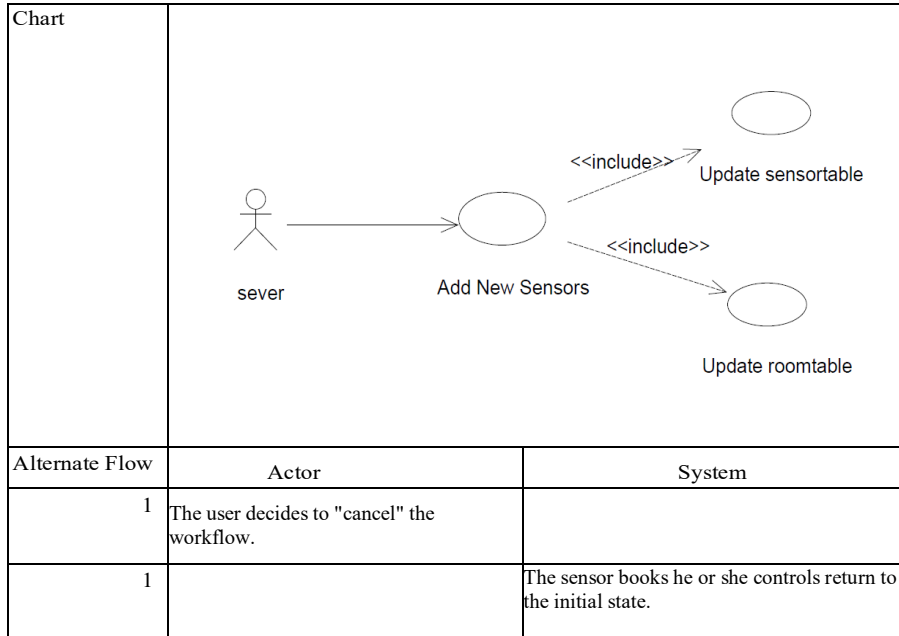 Chart
<<include>>
Update sensortable
<<include>>
sever
Add New Sensors
Update roomtable
Alternate Flow
Actor
System
1
The user decides to "cancel" the
workflow.
1
The sensor books he or she controls return to
the initial state.